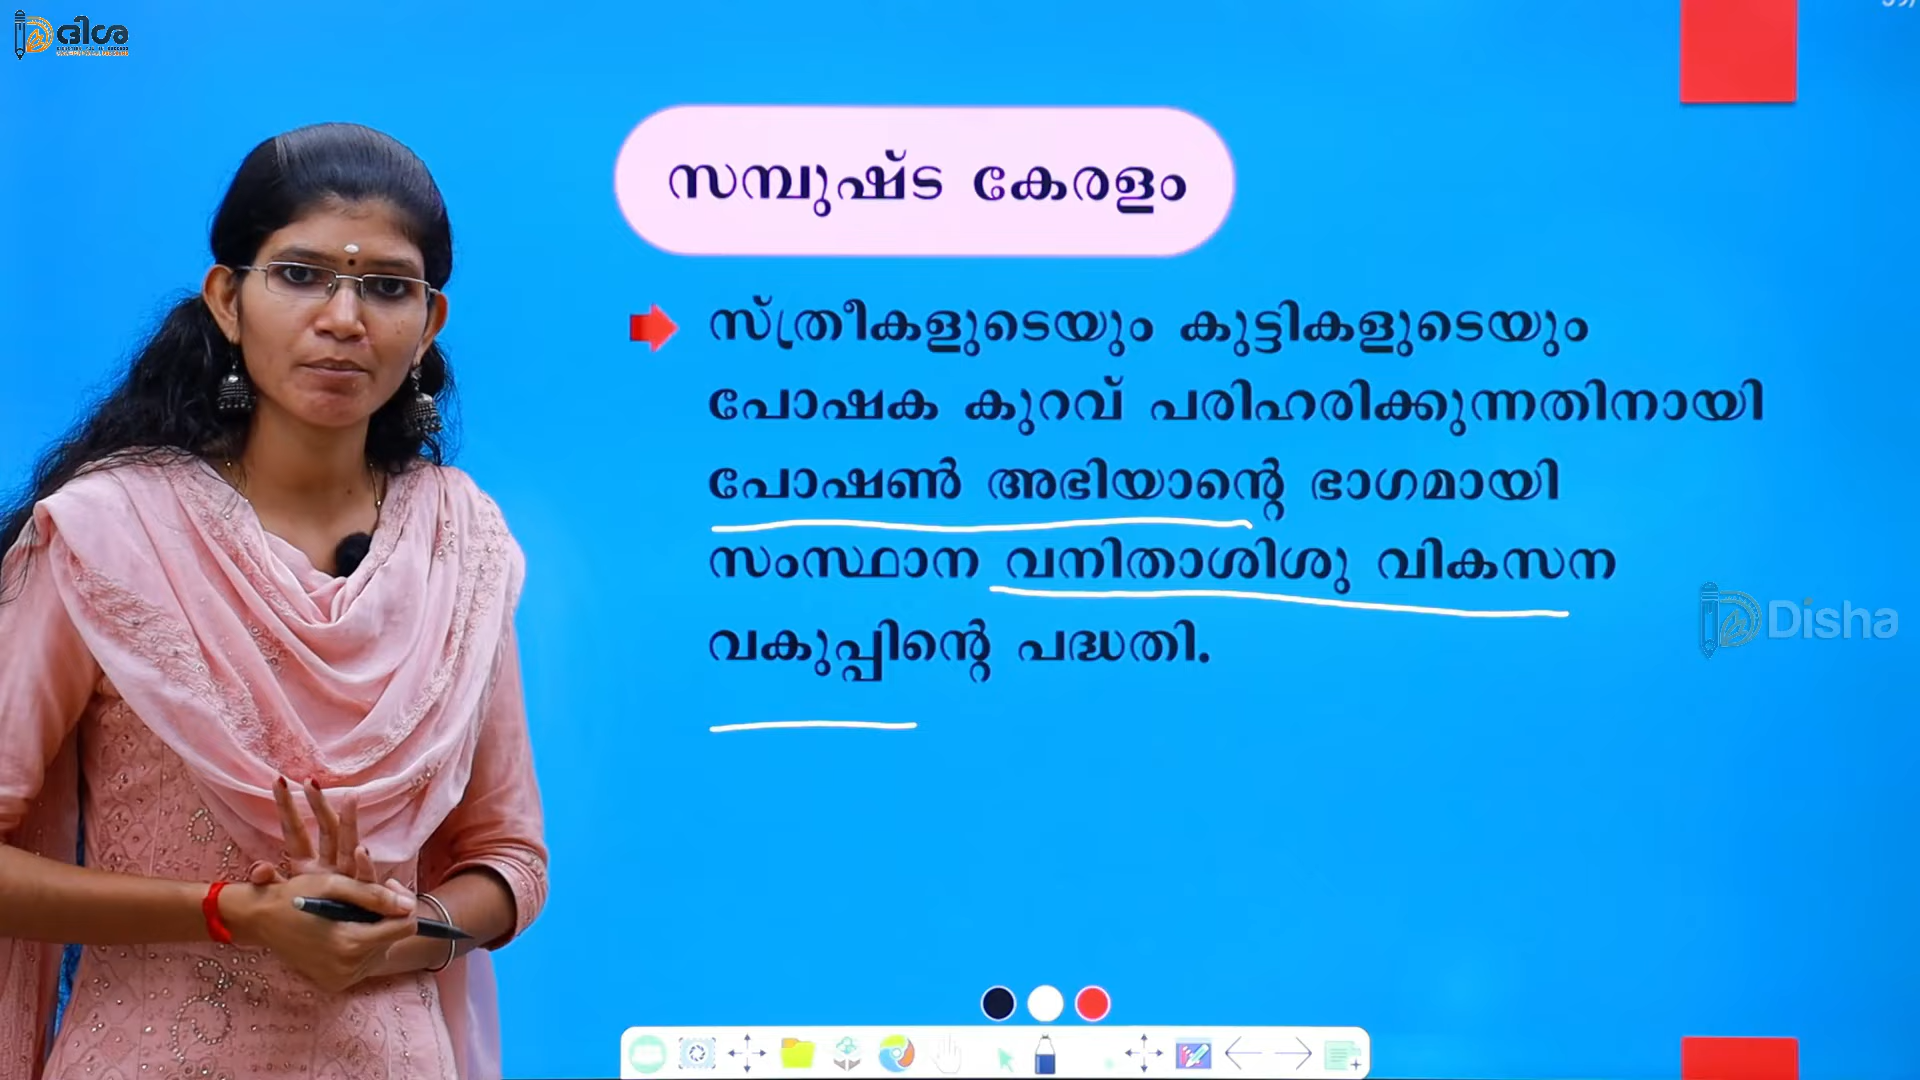 ദിശ
സമ്പുഷ്ട കേരളം
സ്ത്രീകളുടെയും കുട്ടികളുടെയും
പോഷക കുറവ് പരിഹരിക്കുന്നതിനായി
പോഷൺ അഭിയാന്റെ ഭാഗമായി
സംസ്ഥാന വനിതാശിശു വികസന
വകുപ്പിന്റെ പദ്ധതി.
Disha